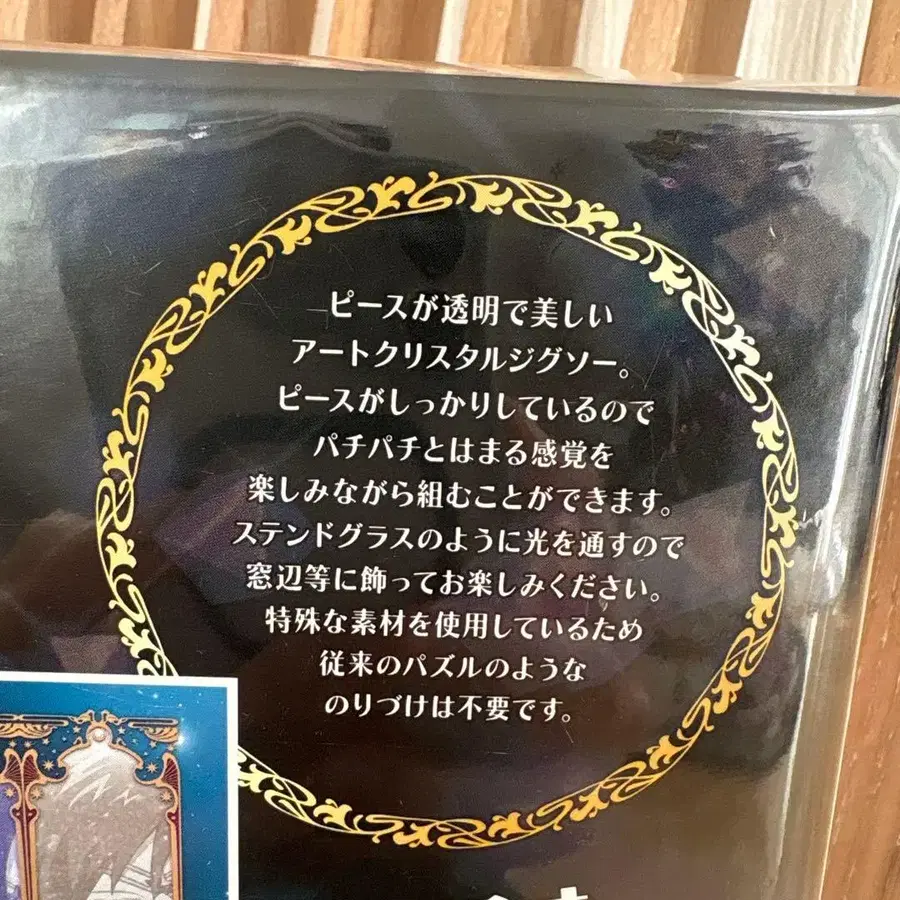 ピースが透明で美しい
アートクリスタルジグソー。
ピースがしっかりしているので
パチパチとはまる感覚を
楽しみながら組むことができます。
ステンドグラスのように光を通すので
窓辺等に飾ってお楽しみください。
特殊な素材を使用しているため
従来のパズルのような
のりづけは不要です。